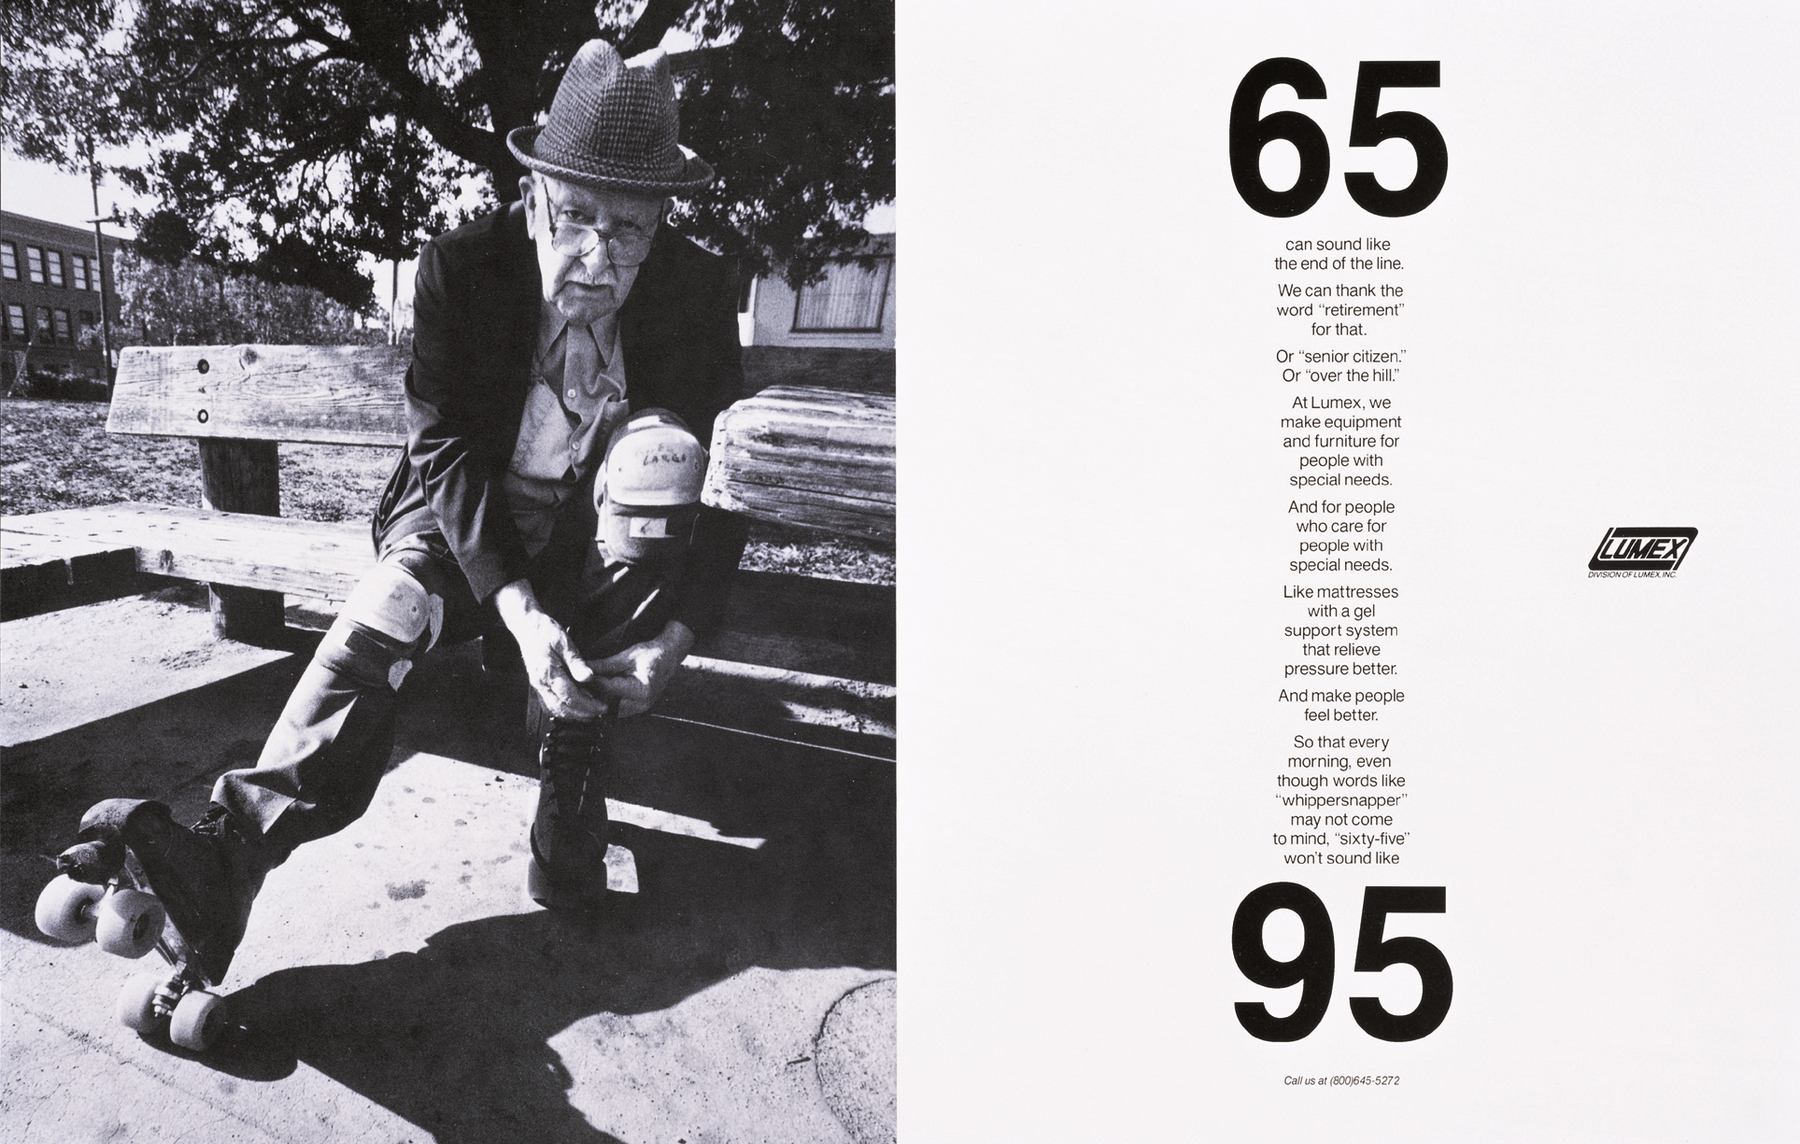 LARGE
65
can sound like
the end of the line.
We can thank the
word “retirement”
for that.
Or “senior citizen.”
Or “over the hill.”
At Lumex, we
make equipment
and furniture for
people with
special needs.
And for people
who care for
people with
special needs.
Like mattresses
with a gel
support system
that relieve
pressure better.
And make people
feel better.
So that every
morning, even
though words like
“whippersnapper”
may not come
to mind, “sixty-five”
won’t sound like
95
Call us at (800)645-5272
LUMEX
DIVISION OF LUMEX, INC.